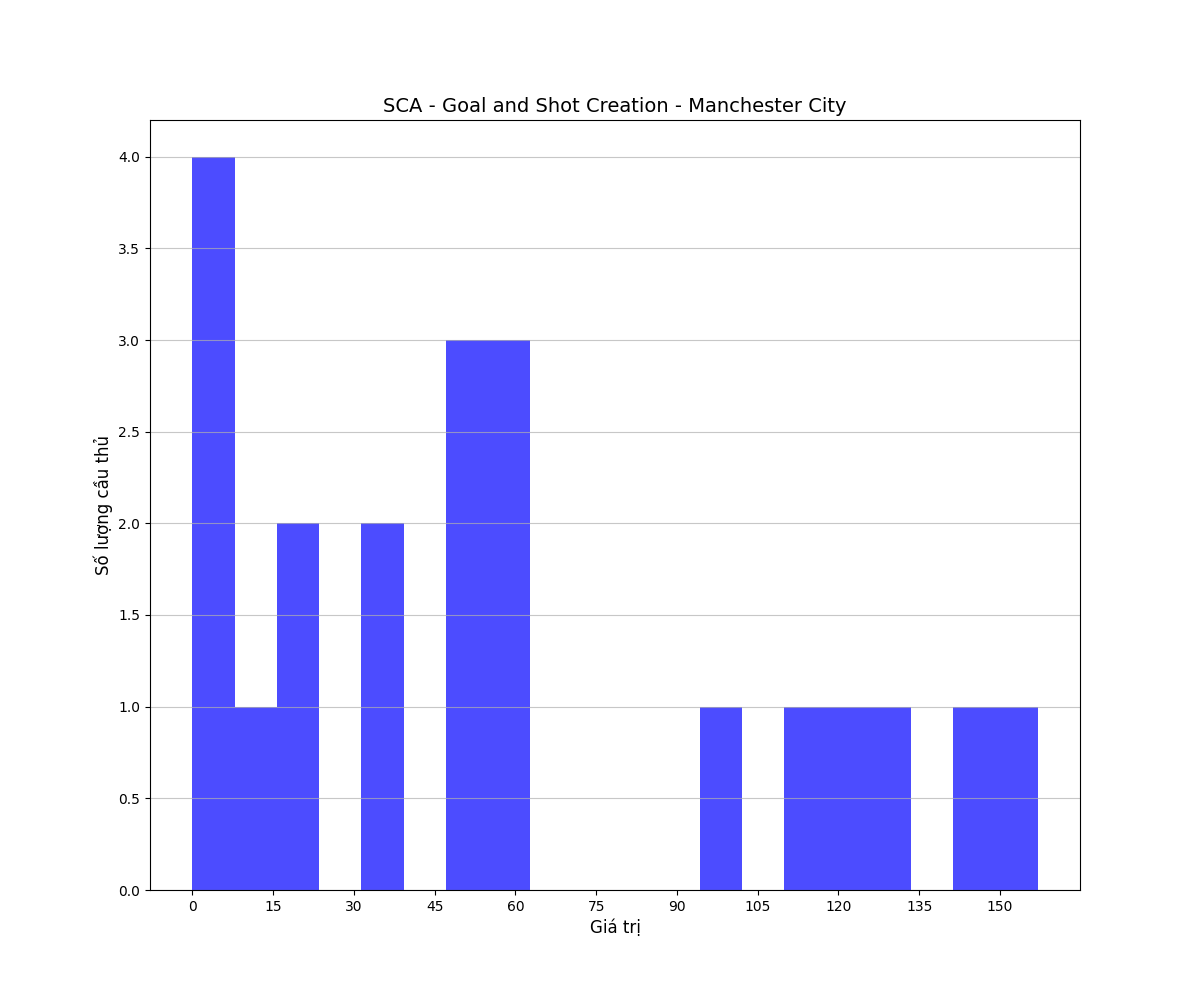 SCA - Goal and Shot Creation - Manchester City
4.0
3.5
3.0
2.5
2.0
1.5
1.0
0.5
0.0
Số lượng cầu thủ
0 15 30 45 60 75 90 105 120 135 150
Giá trị